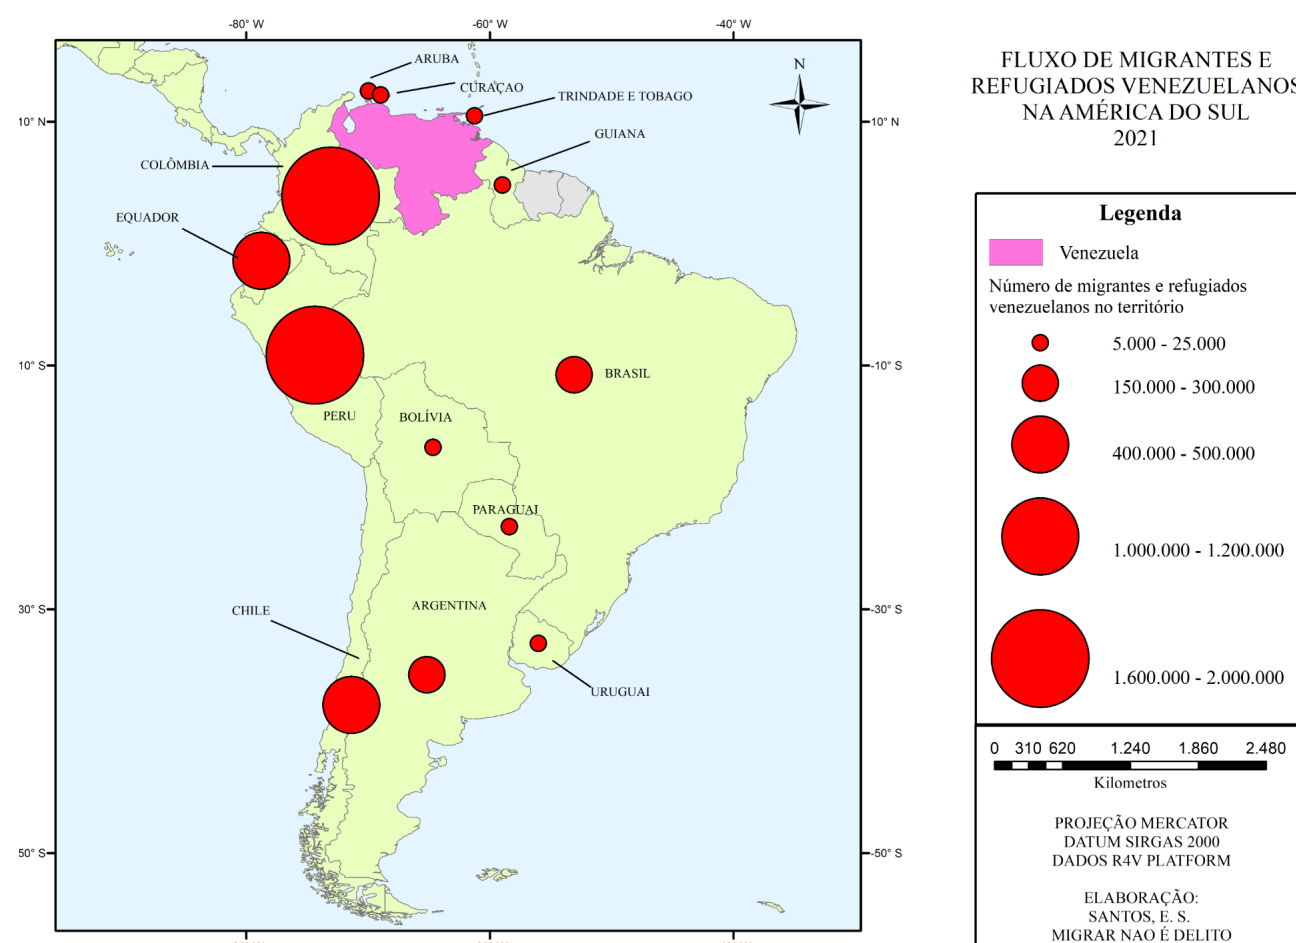 -80° W
-60° W
-40° W
FLUXO DE MIGRANTES E
REFUGIADOS VENEZUELANOS
NA AMÉRICA DO SUL
2021
ARUBA
CURAÇAO
TRINDADE E TOBAGO
N
10° N
10° N
GUIANA
COLÔMBIA
EQUADOR
-10° S
-10° S
BRASIL
PERU
BOLÍVIA
PARAGUAI
-30° S
-30° S
CHILE
ARGENTINA
URUGUAI
-50° S
-50° S
Legenda
Venezuela
Número de migrantes e refugiados
venezuelanos no território
5.000 - 25.000
150.000 - 300.000
400.000 - 500.000
1.000.000 - 1.200.000
1.600.000 - 2.000.000
0 310 620 1.240 1.860 2.480
Kilometros
PROJEÇÃO MERCATOR
DATUM SIRGAS 2000
DADOS R4V PLATFORM
ELABORAÇÃO:
SANTOS, E. S.
MIGRAR NAO É DELITO